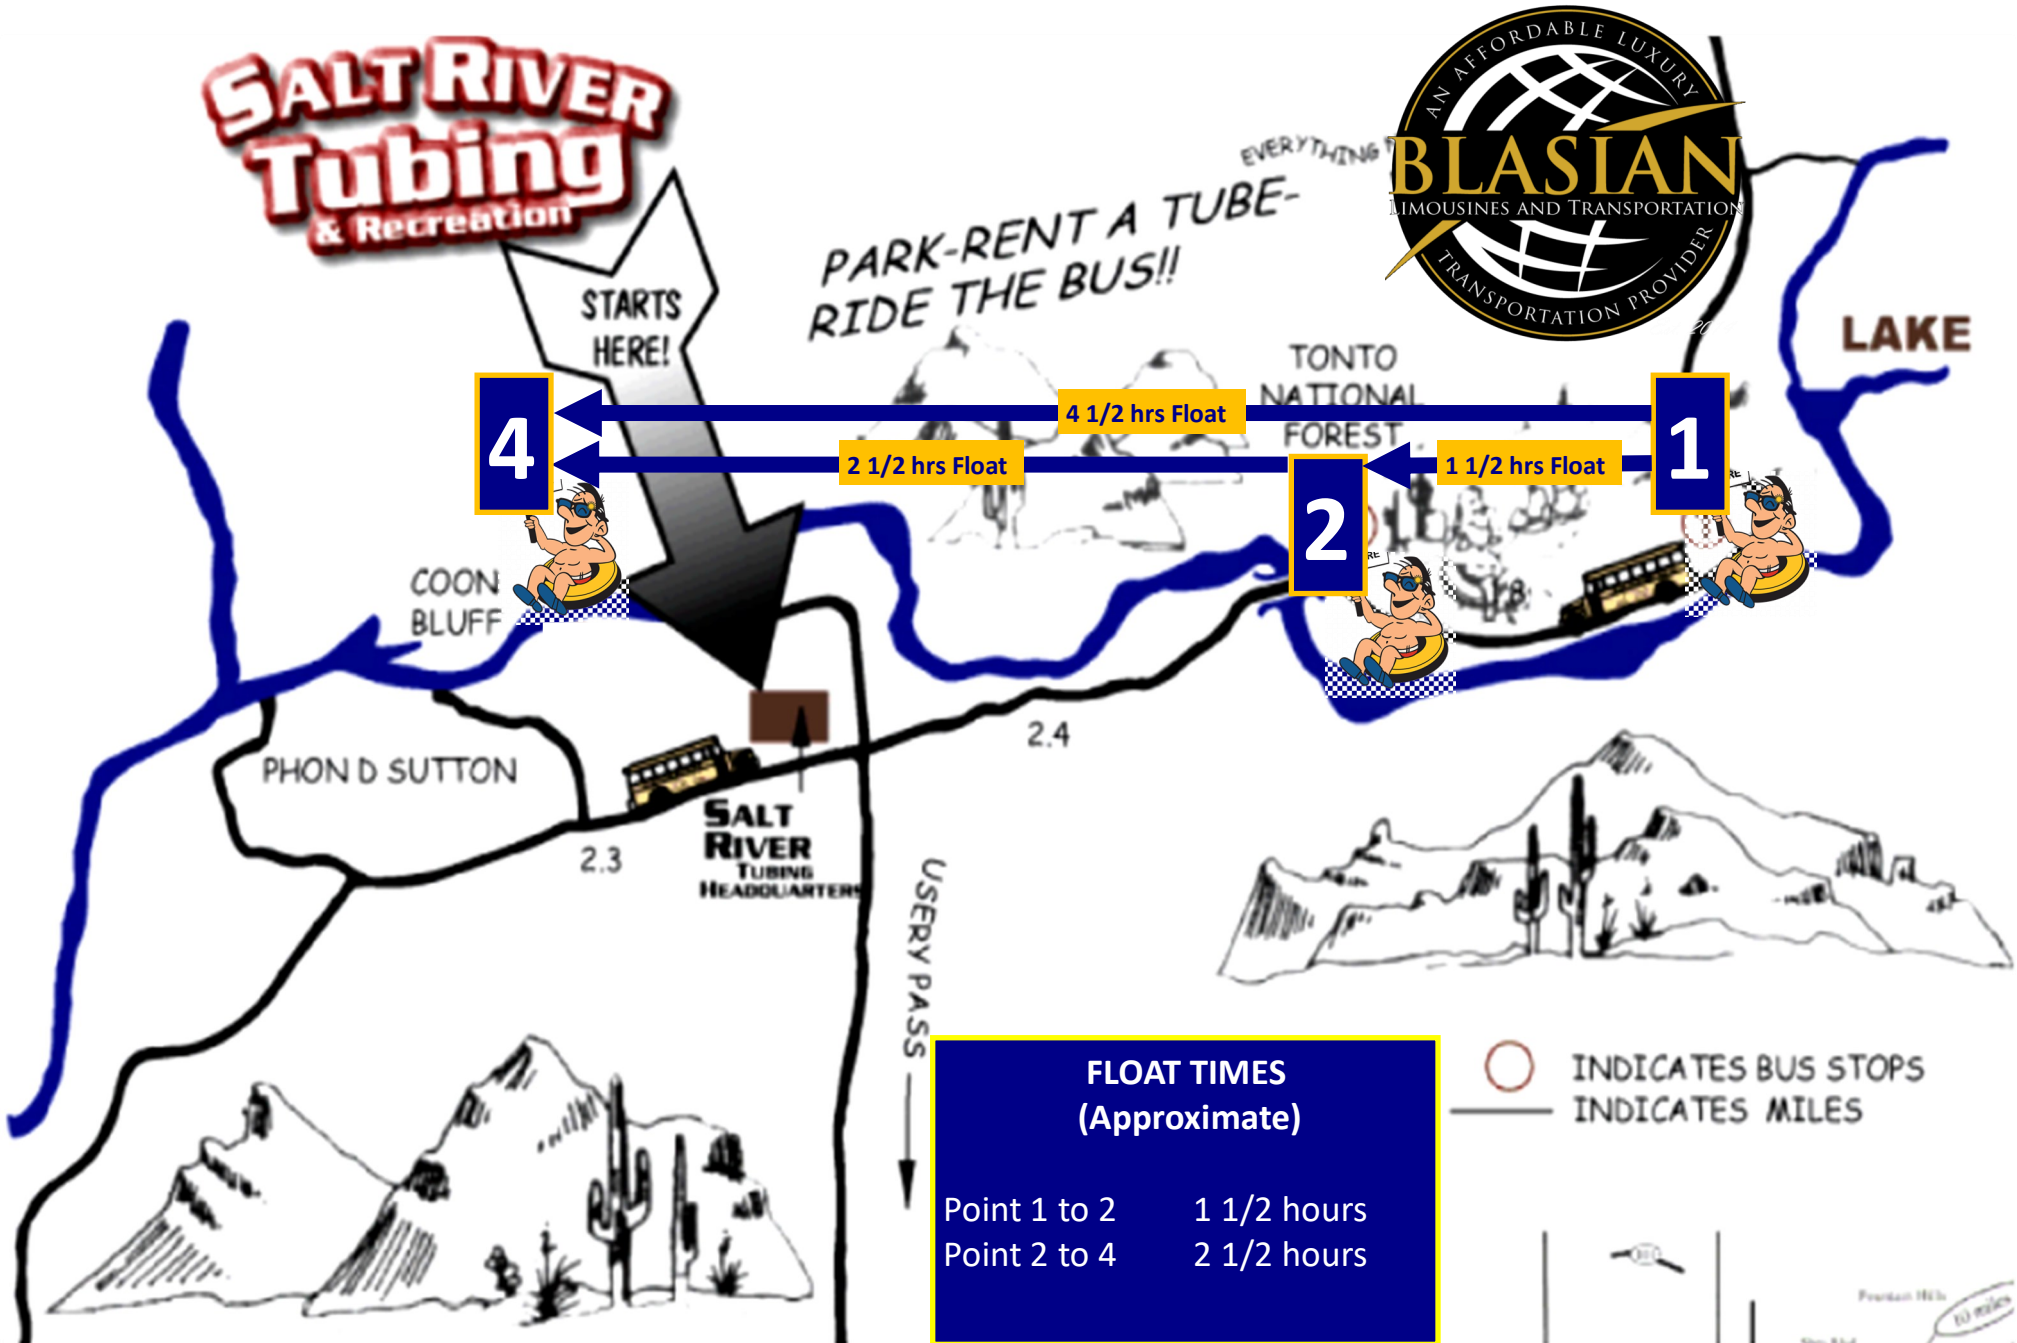 SALT RIVER
Tubing
& Recreation
AN AFFORDABLE LUXURY
BLASIAN
LIMOUSINES AND TRANSPORTATION
TRANSPORTATION PROVIDER
EVERYTHING
PARK-RENT A TUBE-
RIDE THE BUS!!
STARTS
HERE!
LAKE
TONTO
NATIONAL
FOREST
4
4 1/2 hrs Float
1
2 1/2 hrs Float
1 1/2 hrs Float
2
COON
BLUFF
PHON D SUTTON
2.4
2.3
SALT
RIVER
TUBING
HEADQUARTERS
USERY PASS
FLOAT TIMES
(Approximate)
Point 1 to 2 1 1/2 hours
Point 2 to 4 2 1/2 hours
INDICATES BUS STOPS
INDICATES MILES
Fountain Hills
10 miles